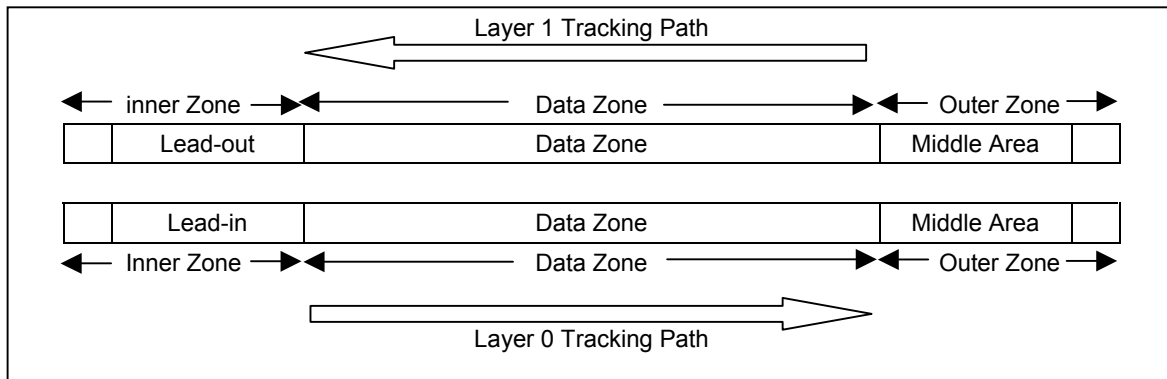 Layer 1 Tracking Path
inner Zone Data Zone Outer Zone
Lead-out Data Zone Middle Area
Lead-in Data Zone Middle Area
Inner Zone Data Zone Outer Zone
Layer 0 Tracking Path